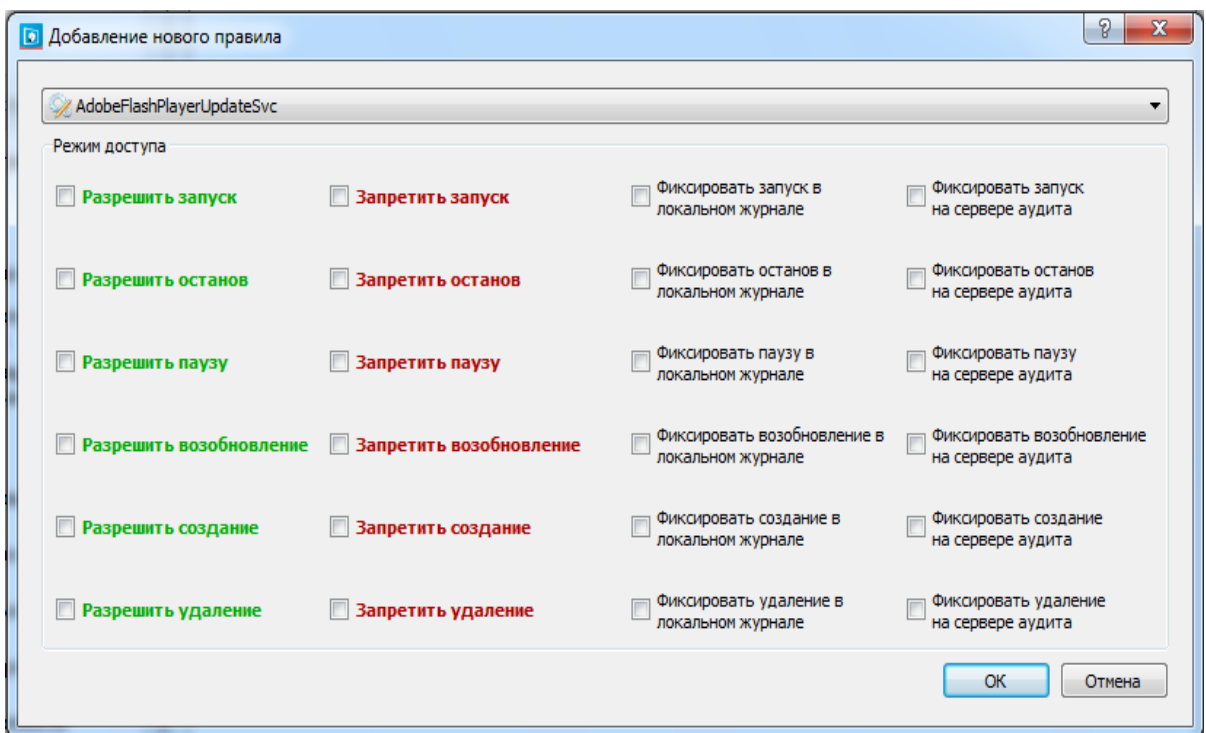 Добавление нового правила
AdobeFlashPlayerUpdateSvc
Режим доступа
Разрешить запуск
Запретить запуск
Фиксировать запуск в
локальном журнале
Фиксировать запуск
на сервере аудита
Разрешить останов
Запретить останов
Фиксировать останов в
локальном журнале
Фиксировать останов
на сервере аудита
Разрешить паузу
Запретить паузу
Фиксировать паузу в
локальном журнале
Фиксировать паузу
на сервере аудита
Разрешить возобновление
Запретить возобновление
Фиксировать возобновление в
локальном журнале
Фиксировать возобновление
на сервере аудита
Разрешить создание
Запретить создание
Фиксировать создание в
локальном журнале
Фиксировать создание
на сервере аудита
Разрешить удаление
Запретить удаление
Фиксировать удаление в
локальном журнале
Фиксировать удаление
на сервере аудита
OK
Отмена